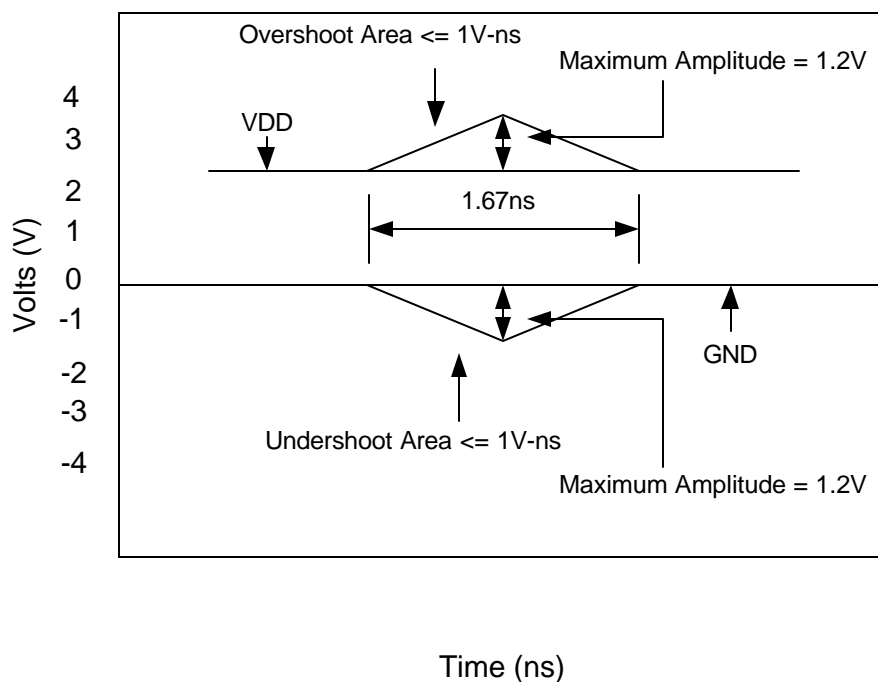 Overshoot Area <= 1V-ns
Maximum Amplitude = 1.2V
VDD
4
3
2
1
0
-1
-2
-3
-4
Volts (V)
1.67ns
GND
Undershoot Area <= 1V-ns
Maximum Amplitude = 1.2V
Time (ns)